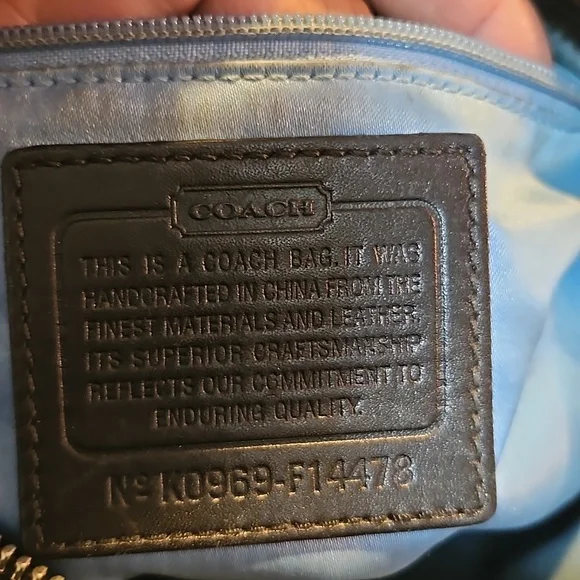 COACH
THIS IS A COACH BAG. IT WAS
HANDCRAFTED IN CHINA FROM THE
FINEST MATERIALS AND LEATHER.
ITS SUPERIOR CRAFTSMANSHIP
REFLECTS OUR COMMITMENT TO
ENDURING QUALITY.
Nº K0969-F14478